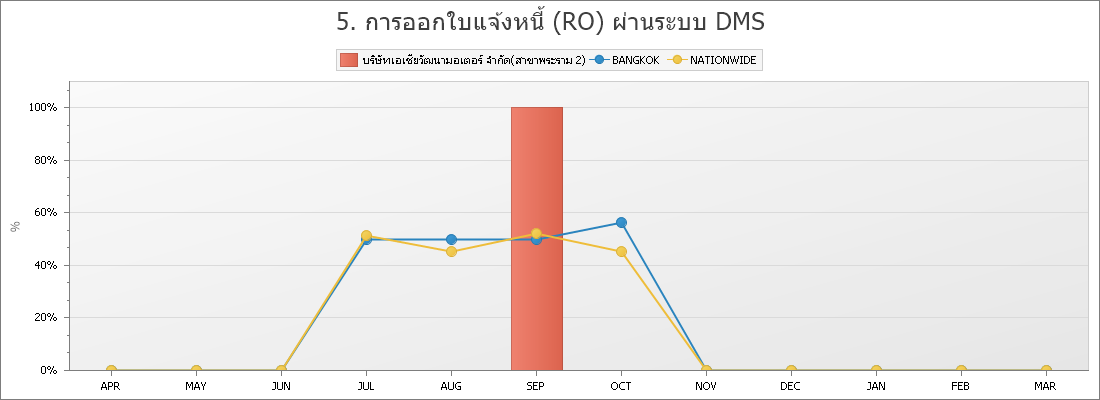 5. การออกใบแจ้งหนี้ (RO) ผ่านระบบ DMS
บริษัทเอเชียวัฒนามอเตอร์ จำกัด(สาขาพระราม 2) BANGKOK NATIONWIDE
%
100%
80%
60%
40%
20%
0%
APR MAY JUN JUL AUG SEP OCT NOV DEC JAN FEB MAR